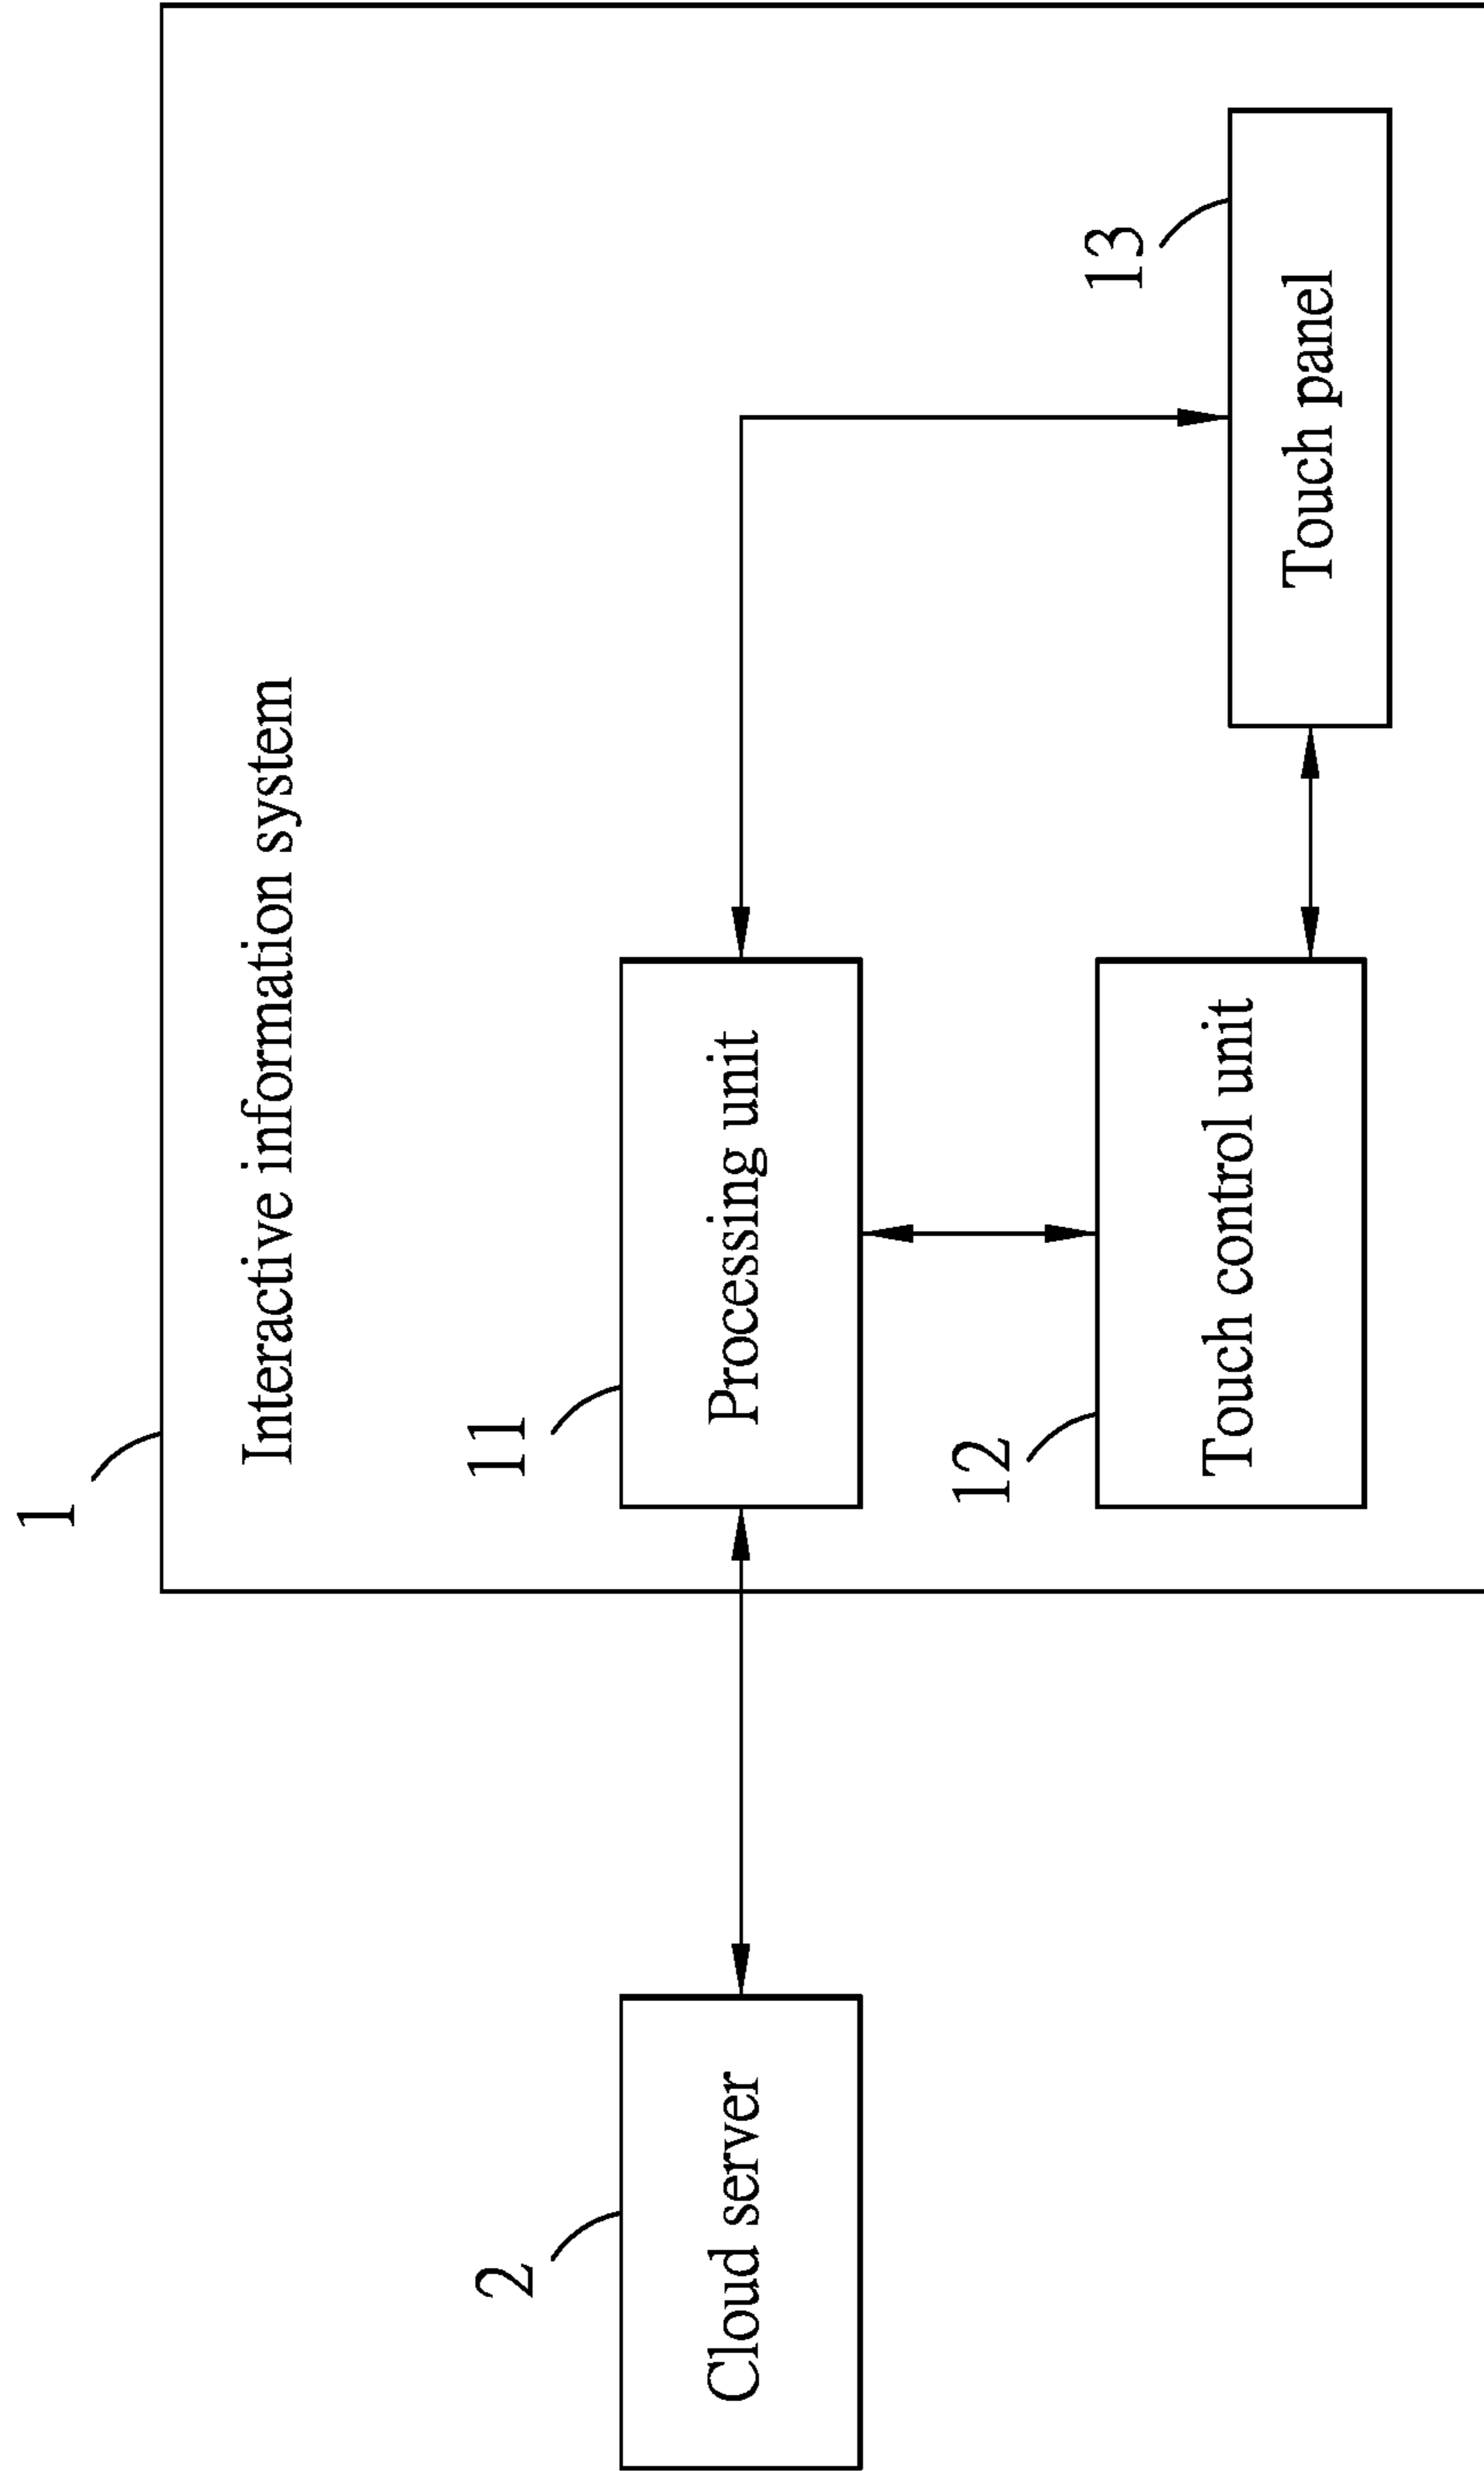 1
Interactive information system
2
Cloud server
11
Processing unit
12
Touch control unit
13
Touch panel